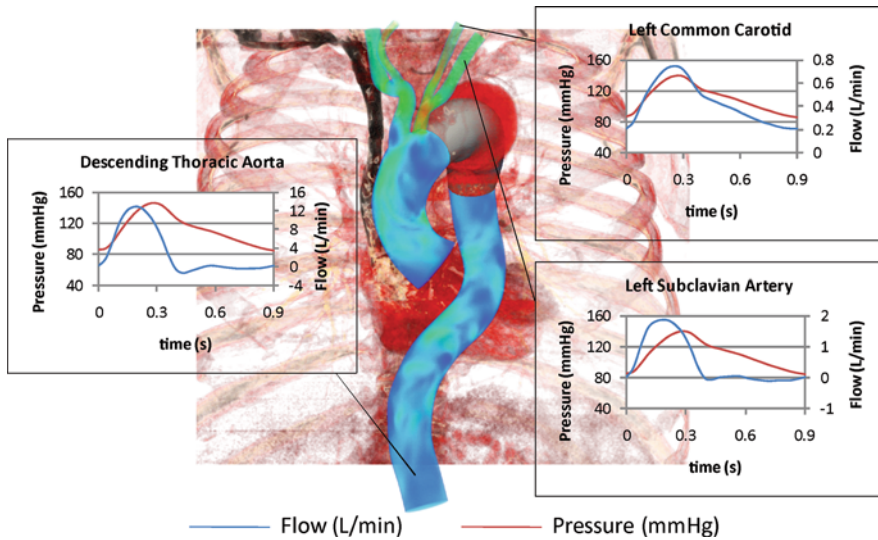 Left Common Carotid
Pressure (mmHg)
160
120
80
40
0.8
0.6
0.4
0.2
0
Flow (L/min)
0 0.3 0.6 0.9
time (s)
Descending Thoracic Aorta
Pressure (mmHg)
160
120
80
40
16
12
8
4
0
-4
Flow (L/min)
0 0.3 0.6 0.9
time (s)
Left Subclavian Artery
Pressure (mmHg)
160
120
80
40
2
1
0
-1
Flow (L/min)
0 0.3 0.6 0.9
time (s)
Flow (L/min) Pressure (mmHg)